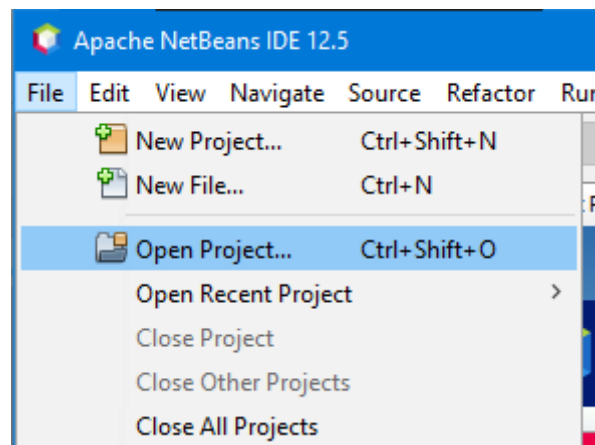 Apache NetBeans IDE 12.5
File Edit View Navigate Source Refactor
New Project... Ctrl+Shift+N
New File... Ctrl+N
Open Project... Ctrl+Shift+O
Open Recent Project >
Close Project
Close Other Projects
Close All Projects